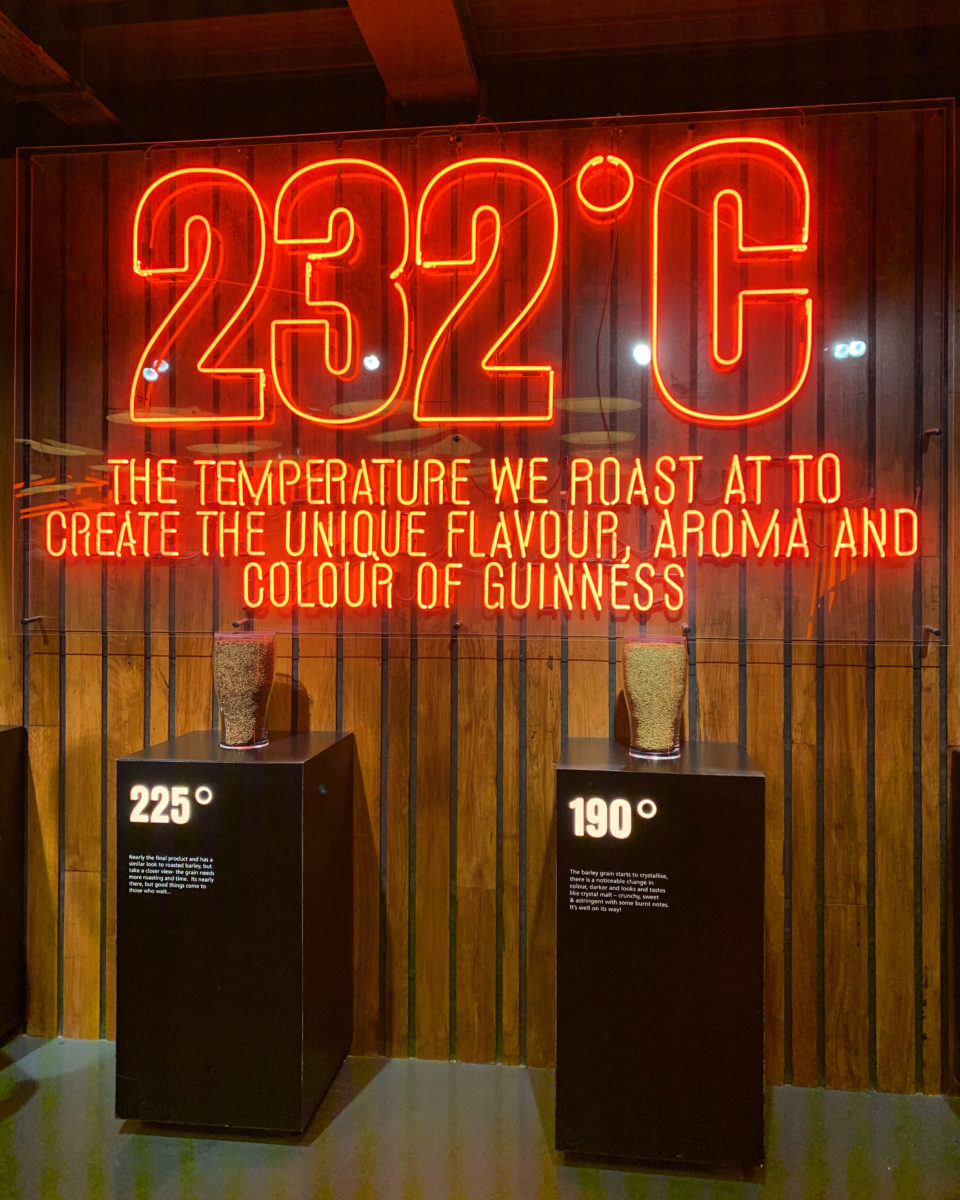 232°C
THE TEMPERATURE WE ROAST AT TO
CREATE THE UNIQUE FLAVOUR, AROMA AND
COLOUR OF GUINNESS
225°
Nearly the final product and has a
similar look to roasted barley, but
take a closer view- the grain needs
more roasting and time. Its nearly
there, but good things come to
those who wait...
190°
The barley grain starts to crystallise,
there is a noticeable change in
colour, darker and looks and tastes
like crystal malt – crunchy, sweet
& astringent with some burnt notes.
It's well on its way!